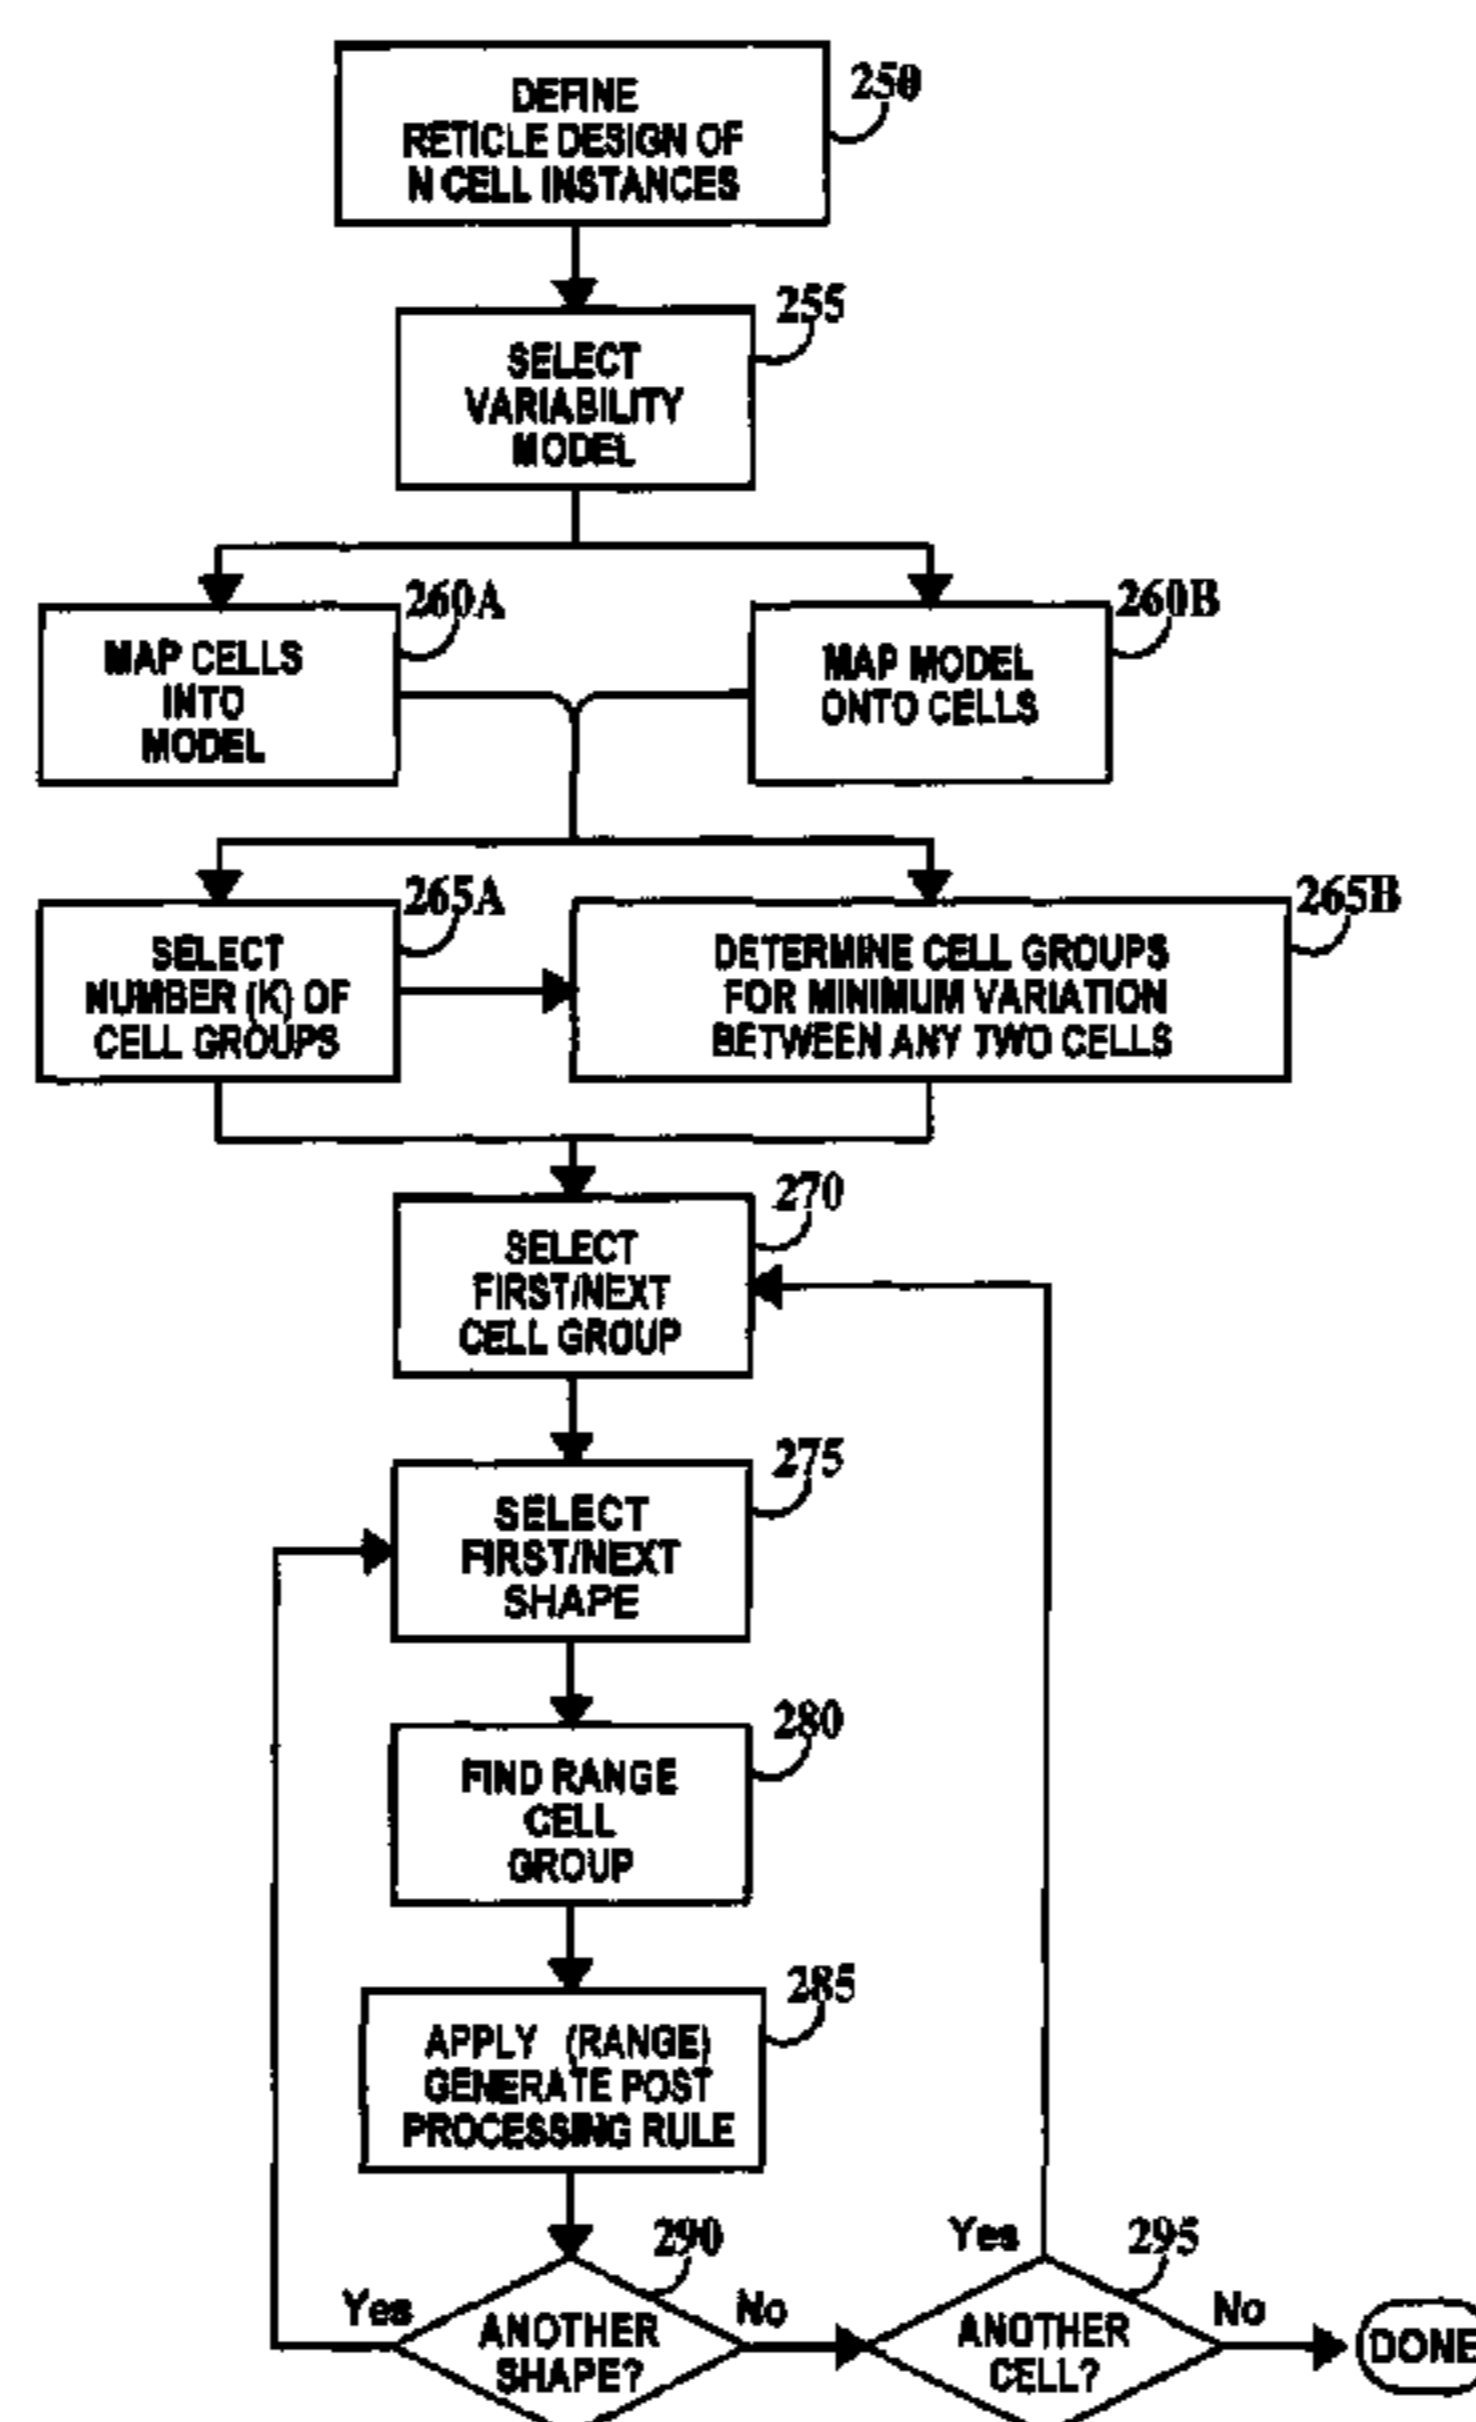 DEFINE
RETICLE DESIGN OF
N CELL INSTANCES
250
SELECT
VARIABILITY
MODEL
255
MAP CELLS
INTO
MODEL
260A
MAP MODEL
ONTO CELLS
260B
SELECT
NUMBER (K) OF
CELL GROUPS
265A
DETERMINE CELL GROUPS
FOR MINIMUM VARIATION
BETWEEN ANY TWO CELLS
265B
SELECT
FIRST/NEXT
CELL GROUP
270
SELECT
FIRST/NEXT
SHAPE
275
FIND RANGE
CELL
GROUP
280
APPLY (RANGE)
GENERATE POST
PROCESSING RULE
285
290
Yes
ANOTHER
SHAPE?
No
Yes
295
ANOTHER
CELL?
No
DONE